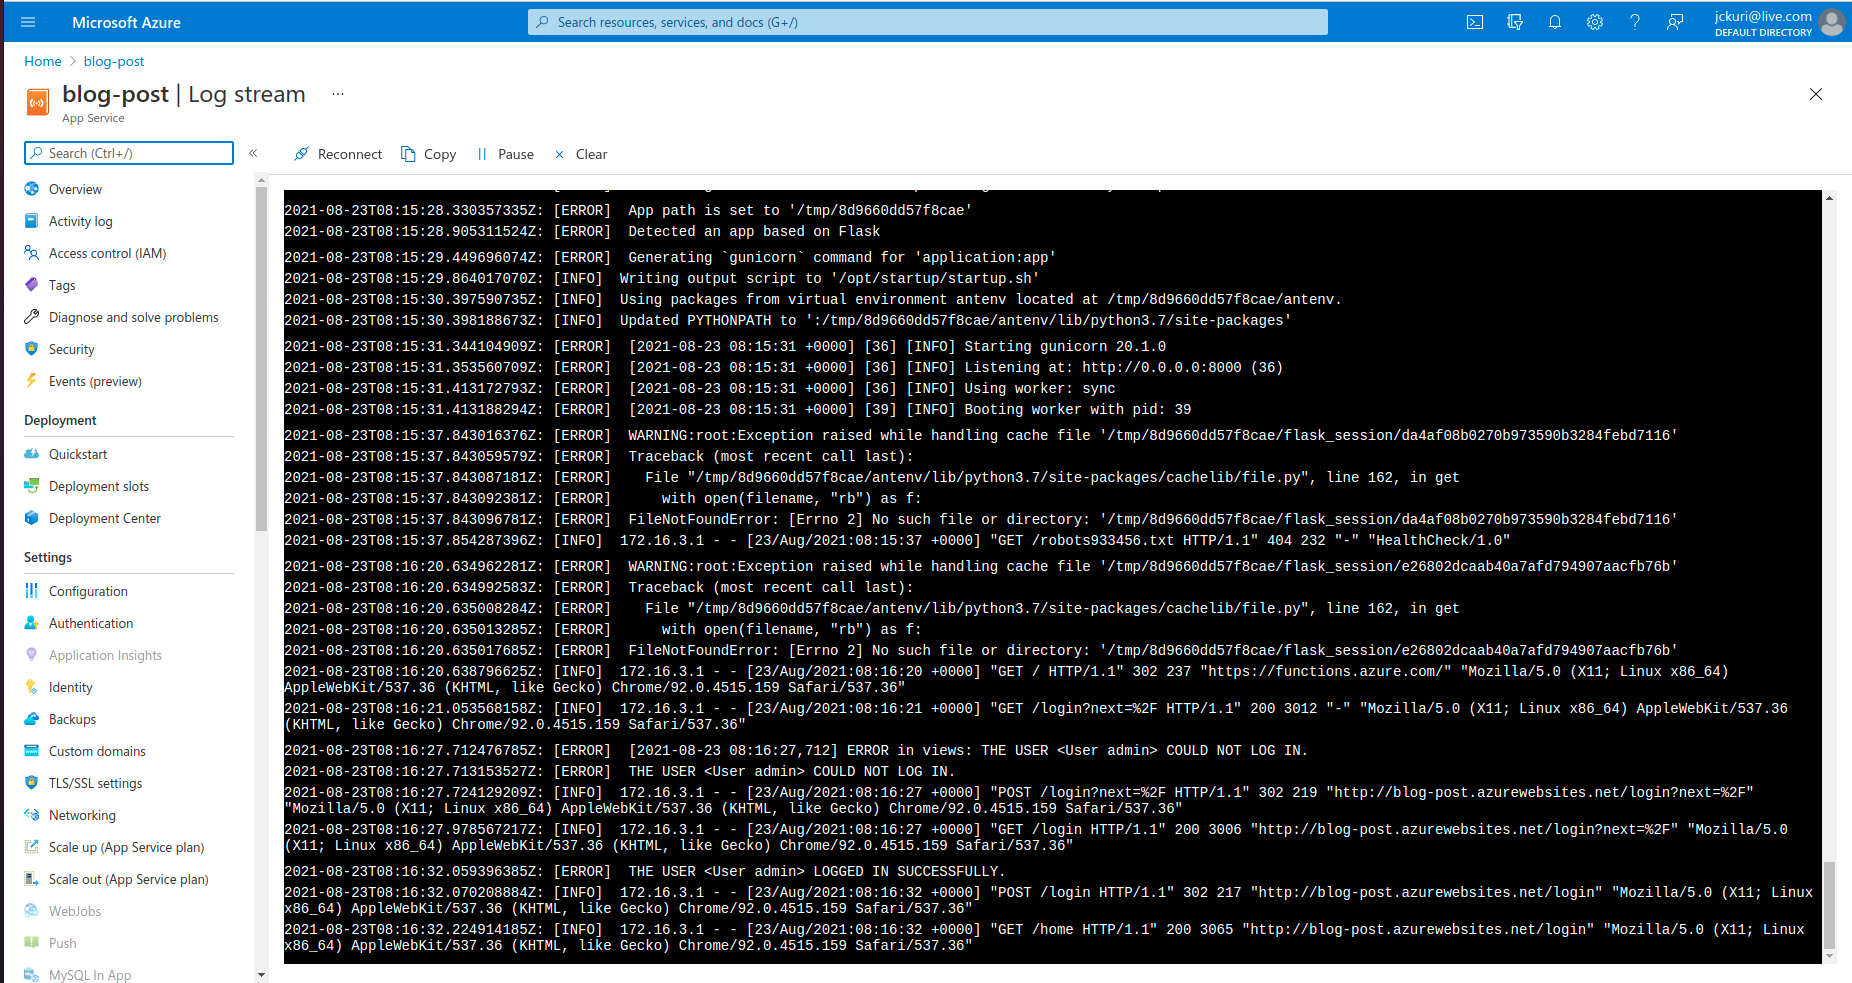 Microsoft Azure
Search resources, services, and docs (G+/)
jckuri@live.com
DEFAULT DIRECTORY
Home > blog-post
blog-post | Log stream ...
App Service
Search (Ctrl+/)
Reconnect Copy Pause Clear
Overview
Activity log
Access control (IAM)
Tags
Diagnose and solve problems
Security
Events (preview)
Deployment
Quickstart
Deployment slots
Deployment Center
Settings
Configuration
Authentication
Application Insights
Identity
Backups
Custom domains
TLS/SSL settings
Networking
Scale up (App Service plan)
Scale out (App Service plan)
WebJobs
Push
MySQL In App
2021-08-23T08:15:28.330357335Z: [ERROR]  App path is set to '/tmp/8d9660dd57f8cae'
2021-08-23T08:15:28.905311524Z: [ERROR]  Detected an app based on Flask
2021-08-23T08:15:29.449696074Z: [ERROR]  Generating `gunicorn` command for 'application:app'
2021-08-23T08:15:29.864017070Z: [INFO]  Writing output script to '/opt/startup/startup.sh'
2021-08-23T08:15:30.397590735Z: [INFO]  Using packages from virtual environment antenv located at /tmp/8d9660dd57f8cae/antenv.
2021-08-23T08:15:30.398188673Z: [INFO]  Updated PYTHONPATH to ':/tmp/8d9660dd57f8cae/antenv/lib/python3.7/site-packages'
2021-08-23T08:15:31.344104909Z: [ERROR]  [2021-08-23 08:15:31 +0000] [36] [INFO] Starting gunicorn 20.1.0
2021-08-23T08:15:31.353560709Z: [ERROR]  [2021-08-23 08:15:31 +0000] [36] [INFO] Listening at: http://0.0.0.0:8000 (36)
2021-08-23T08:15:31.413172793Z: [ERROR]  [2021-08-23 08:15:31 +0000] [36] [INFO] Using worker: sync
2021-08-23T08:15:31.413188294Z: [ERROR]  [2021-08-23 08:15:31 +0000] [39] [INFO] Booting worker with pid: 39
2021-08-23T08:15:37.843016376Z: [ERROR]  WARNING:root:Exception raised while handling cache file '/tmp/8d9660dd57f8cae/flask_session/da4af08b0270b973590b3284febd7116'
2021-08-23T08:15:37.843059579Z: [ERROR]  Traceback (most recent call last):
2021-08-23T08:15:37.843087181Z: [ERROR]    File "/tmp/8d9660dd57f8cae/antenv/lib/python3.7/site-packages/cachelib/file.py", line 162, in get
2021-08-23T08:15:37.843092381Z: [ERROR]      with open(filename, "rb") as f:
2021-08-23T08:15:37.843096781Z: [ERROR]  FileNotFoundError: [Errno 2] No such file or directory: '/tmp/8d9660dd57f8cae/flask_session/da4af08b0270b973590b3284febd7116'
2021-08-23T08:15:37.854287396Z: [INFO]  172.16.3.1 - - [23/Aug/2021:08:15:37 +0000] "GET /robots933456.txt HTTP/1.1" 404 232 "-" "HealthCheck/1.0"
2021-08-23T08:16:20.634962281Z: [ERROR]  WARNING:root:Exception raised while handling cache file '/tmp/8d9660dd57f8cae/flask_session/e26802dcaab40a7afd794907aacfb76b'
2021-08-23T08:16:20.634992583Z: [ERROR]  Traceback (most recent call last):
2021-08-23T08:16:20.635008284Z: [ERROR]    File "/tmp/8d9660dd57f8cae/antenv/lib/python3.7/site-packages/cachelib/file.py", line 162, in get
2021-08-23T08:16:20.635013285Z: [ERROR]      with open(filename, "rb") as f:
2021-08-23T08:16:20.635017685Z: [ERROR]  FileNotFoundError: [Errno 2] No such file or directory: '/tmp/8d9660dd57f8cae/flask_session/e26802dcaab40a7afd794907aacfb76b'
2021-08-23T08:16:20.638796625Z: [INFO]  172.16.3.1 - - [23/Aug/2021:08:16:20 +0000] "GET / HTTP/1.1" 302 237 "https://functions.azure.com/" "Mozilla/5.0 (X11; Linux x86_64)
AppleWebKit/537.36 (KHTML, like Gecko) Chrome/92.0.4515.159 Safari/537.36"
2021-08-23T08:16:21.053568158Z: [INFO]  172.16.3.1 - - [23/Aug/2021:08:16:21 +0000] "GET /login?next=%2F HTTP/1.1" 200 3012 "-" "Mozilla/5.0 (X11; Linux x86_64) AppleWebKit/537.36
(KHTML, like Gecko) Chrome/92.0.4515.159 Safari/537.36"
2021-08-23T08:16:27.712476785Z: [ERROR]  [2021-08-23 08:16:27,712] ERROR in views: THE USER <User admin> COULD NOT LOG IN.
2021-08-23T08:16:27.713153527Z: [ERROR]  THE USER <User admin> COULD NOT LOG IN.
2021-08-23T08:16:27.724129209Z: [INFO]  172.16.3.1 - - [23/Aug/2021:08:16:27 +0000] "POST /login?next=%2F HTTP/1.1" 302 219 "http://blog-post.azurewebsites.net/login?next=%2F"
"Mozilla/5.0 (X11; Linux x86_64) AppleWebKit/537.36 (KHTML, like Gecko) Chrome/92.0.4515.159 Safari/537.36"
2021-08-23T08:16:27.978567217Z: [INFO]  172.16.3.1 - - [23/Aug/2021:08:16:27 +0000] "GET /login HTTP/1.1" 200 3006 "http://blog-post.azurewebsites.net/login?next=%2F" "Mozilla/5.0
(X11; Linux x86_64) AppleWebKit/537.36 (KHTML, like Gecko) Chrome/92.0.4515.159 Safari/537.36"
2021-08-23T08:16:32.059396385Z: [ERROR]  THE USER <User admin> LOGGED IN SUCCESSFULLY.
2021-08-23T08:16:32.070208884Z: [INFO]  172.16.3.1 - - [23/Aug/2021:08:16:32 +0000] "POST /login HTTP/1.1" 302 217 "http://blog-post.azurewebsites.net/login" "Mozilla/5.0 (X11; Linux
x86_64) AppleWebKit/537.36 (KHTML, like Gecko) Chrome/92.0.4515.159 Safari/537.36"
2021-08-23T08:16:32.224914185Z: [INFO]  172.16.3.1 - - [23/Aug/2021:08:16:32 +0000] "GET /home HTTP/1.1" 200 3065 "http://blog-post.azurewebsites.net/login" "Mozilla/5.0 (X11; Linux
x86_64) AppleWebKit/537.36 (KHTML, like Gecko) Chrome/92.0.4515.159 Safari/537.36"